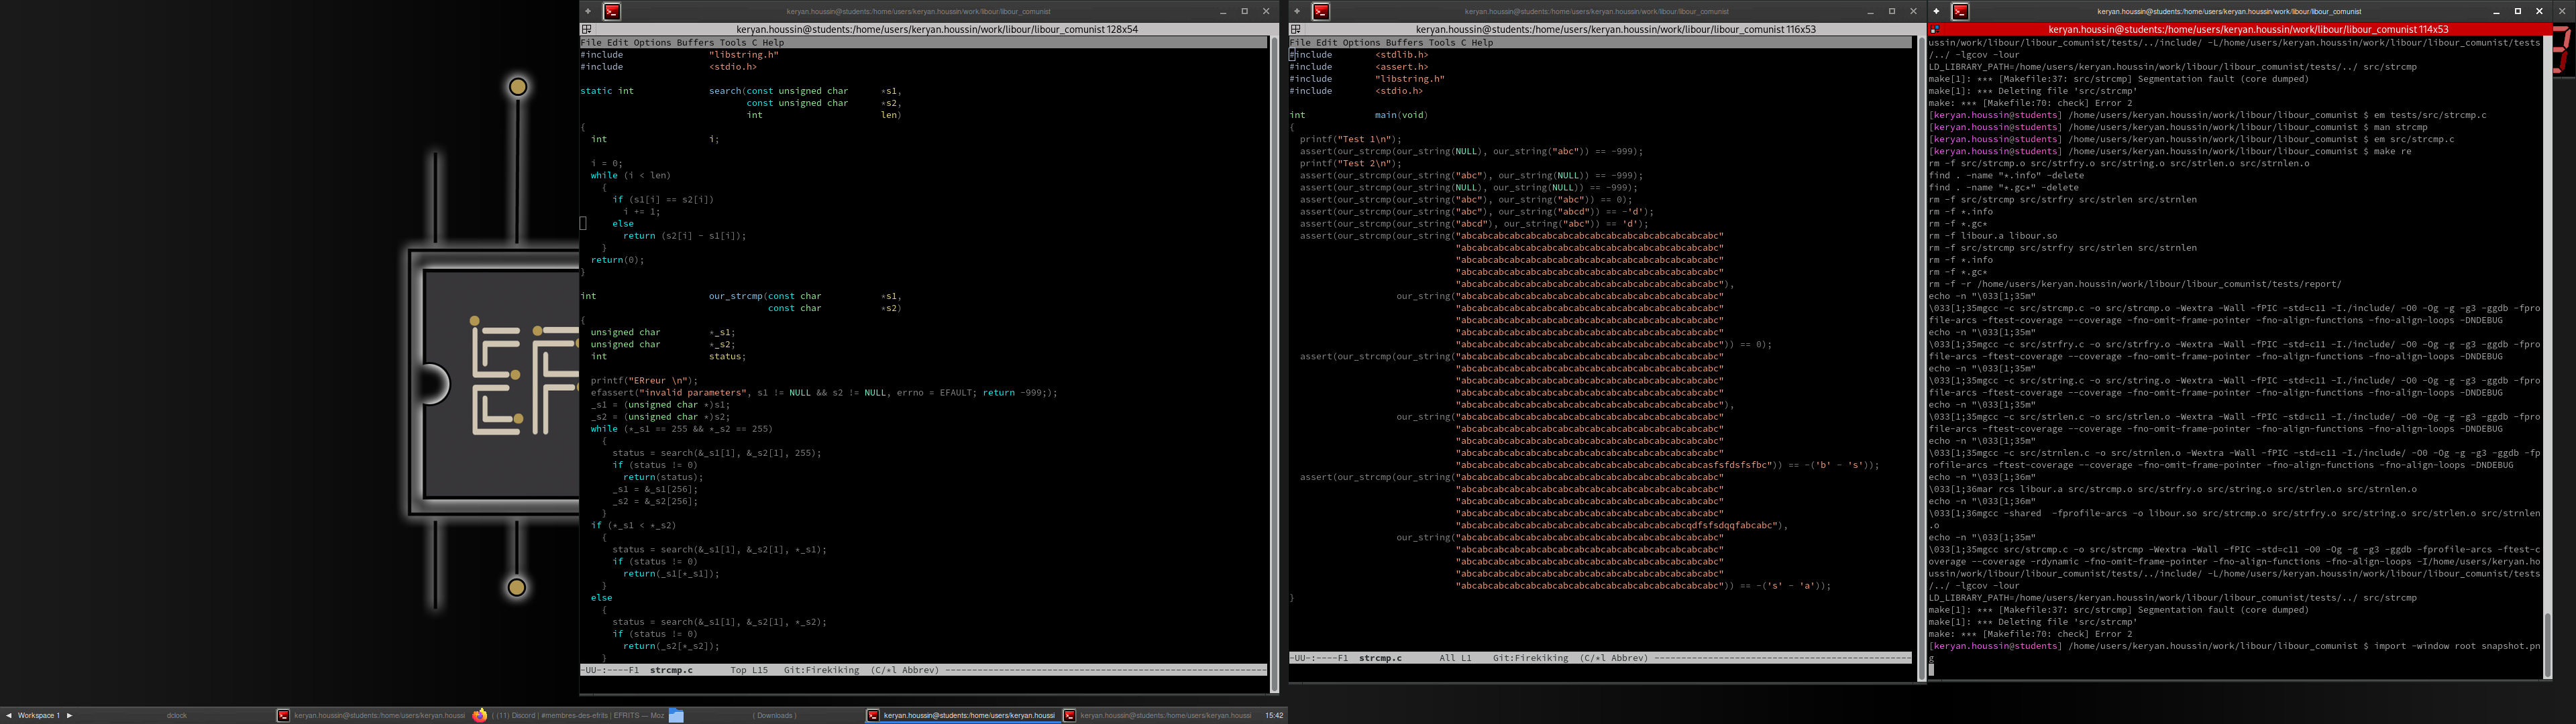 keryan.houssin@students:/home/users/keryan.houssin/work/libour/libour_comunist
keryan.houssin@students:/home/users/keryan.houssin/work/libour/libour_comunist 128x54
File Edit Options Buffers Tools C Help
#include "libstring.h"
#include <stdio.h>
static int search(const unsigned char *s1,
const unsigned char *s2,
int len)
{
int i;
i = 0;
while (i < len)
{
if (s1[i] == s2[i])
i += 1;
else
return (s2[i] - s1[i]);
}
return(0);
}
int our_strcmp(const char *s1,
const char *s2)
{
unsigned char *_s1;
unsigned char *_s2;
int status;
printf("ERreur \n");
efassert("invalid parameters", s1 != NULL && s2 != NULL, errno = EFAULT; return -999;);
_s1 = (unsigned char *)s1;
_s2 = (unsigned char *)s2;
while (*_s1 == 255 && *_s2 == 255)
{
status = search(&_s1[1], &_s2[1], 255);
if (status != 0)
return(status);
_s1 = &_s1[256];
_s2 = &_s2[256];
}
if (*_s1 < *_s2)
{
status = search(&_s1[1], &_s2[1], *_s1);
if (status != 0)
return(_s1[*_s1]);
}
else
{
status = search(&_s1[1], &_s2[1], *_s2);
if (status != 0)
return(_s2[*_s2]);
}
-UU-:----F1 strcmp.c Top L15 Git:Firekiking (C/*l Abbrev)
keryan.houssin@students:/home/users/keryan.houssin/work/libour/libour_comunist
keryan.houssin@students:/home/users/keryan.houssin/work/libour/libour_comunist 116x53
File Edit Options Buffers Tools C Help
#include <stdlib.h>
#include <assert.h>
#include "libstring.h"
#include <stdio.h>
int main(void)
{
printf("Test 1\n");
assert(our_strcmp(our_string(NULL), our_string("abc")) == -999);
printf("Test 2\n");
assert(our_strcmp(our_string("abc"), our_string(NULL)) == -999);
assert(our_strcmp(our_string(NULL), our_string(NULL)) == -999);
assert(our_strcmp(our_string("abc"), our_string("abc")) == 0);
assert(our_strcmp(our_string("abc"), our_string("abcd")) == -'d');
assert(our_strcmp(our_string("abcd"), our_string("abc")) == 'd');
assert(our_strcmp(our_string("abcabcabcabcabcabcabcabcabcabcabcabcabcabcabcabc"
"abcabcabcabcabcabcabcabcabcabcabcabcabcabcabcabc"
"abcabcabcabcabcabcabcabcabcabcabcabcabcabcabcabc"
"abcabcabcabcabcabcabcabcabcabcabcabcabcabcabcabc"
"abcabcabcabcabcabcabcabcabcabcabcabcabcabcabcabc"),
our_string("abcabcabcabcabcabcabcabcabcabcabcabcabcabcabcabc"
"abcabcabcabcabcabcabcabcabcabcabcabcabcabcabcabc"
"abcabcabcabcabcabcabcabcabcabcabcabcabcabcabcabc"
"abcabcabcabcabcabcabcabcabcabcabcabcabcabcabcabc"
"abcabcabcabcabcabcabcabcabcabcabcabcabcabcabcabc")) == 0);
assert(our_strcmp(our_string("abcabcabcabcabcabcabcabcabcabcabcabcabcabcabcabc"
"abcabcabcabcabcabcabcabcabcabcabcabcabcabcabcabc"
"abcabcabcabcabcabcabcabcabcabcabcabcabcabcabcabc"
"abcabcabcabcabcabcabcabcabcabcabcabcabcabcabcabc"
"abcabcabcabcabcabcabcabcabcabcabcabcabcabcabcabc"),
our_string("abcabcabcabcabcabcabcabcabcabcabcabcabcabcabcabc"
"abcabcabcabcabcabcabcabcabcabcabcabcabcabcabcabc"
"abcabcabcabcabcabcabcabcabcabcabcabcabcabcabcabc"
"abcabcabcabcabcabcabcabcabcabcabcabcabcabcabcabc"
"abcabcabcabcabcabcabcabcabcabcabcabcabcabcabcasfsfdsfsfbc")) == -('b' - 's'));
assert(our_strcmp(our_string("abcabcabcabcabcabcabcabcabcabcabcabcabcabcabcabc"
"abcabcabcabcabcabcabcabcabcabcabcabcabcabcabcabc"
"abcabcabcabcabcabcabcabcabcabcabcabcabcabcabcabc"
"abcabcabcabcabcabcabcabcabcabcabcabcabcabcabcabc"
"abcabcabcabcabcabcabcabcabcabcabcabcabcabcqdfsfsdqqfabcabc"),
our_string("abcabcabcabcabcabcabcabcabcabcabcabcabcabcabcabc"
"abcabcabcabcabcabcabcabcabcabcabcabcabcabcabcabc"
"abcabcabcabcabcabcabcabcabcabcabcabcabcabcabcabc"
"abcabcabcabcabcabcabcabcabcabcabcabcabcabcabcabc"
"abcabcabcabcabcabcabcabcabcabcabcabcabcabcabcabc")) == -('s' - 'a'));
}
-UU-:----F1 strcmp.c All L1 Git:Firekiking (C/*l Abbrev)
keryan.houssin@students:/home/users/keryan.houssin/work/libour/libour_comunist
keryan.houssin@students:/home/users/keryan.houssin/work/libour/libour_comunist 114x53
ussin/work/libour/libour_comunist/tests/../include/ -L/home/users/keryan.houssin/work/libour/libour_comunist/tests
/../ -lgcov -lour
LD_LIBRARY_PATH=/home/users/keryan.houssin/work/libour/libour_comunist/tests/../ src/strcmp
make[1]: *** [Makefile:37: src/strcmp] Segmentation fault (core dumped)
make[1]: *** Deleting file 'src/strcmp'
make: *** [Makefile:70: check] Error 2
[keryan.houssin@students] /home/users/keryan.houssin/work/libour/libour_comunist $ em tests/src/strcmp.c
[keryan.houssin@students] /home/users/keryan.houssin/work/libour/libour_comunist $ man strcmp
[keryan.houssin@students] /home/users/keryan.houssin/work/libour/libour_comunist $ em src/strcmp.c
[keryan.houssin@students] /home/users/keryan.houssin/work/libour/libour_comunist $ make re
rm -f src/strcmp.o src/strfry.o src/string.o src/strlen.o src/strnlen.o
find . -name "*.info" -delete
find . -name "*.gc*" -delete
rm -f src/strcmp src/strfry src/strlen src/strnlen
rm -f *.info
rm -f *.gc*
rm -f libour.a libour.so
rm -f src/strcmp src/strfry src/strlen src/strnlen
rm -f *.info
rm -f *.gc*
rm -f -r /home/users/keryan.houssin/work/libour/libour_comunist/tests/report/
echo -n "\033[1;35m"
\033[1;35mgcc -c src/strcmp.c -o src/strcmp.o -Wextra -Wall -fPIC -std=c11 -I./include/ -O0 -Og -g -g3 -ggdb -fpro
file-arcs -ftest-coverage --coverage -fno-omit-frame-pointer -fno-align-functions -fno-align-loops -DNDEBUG
echo -n "\033[1;35m"
\033[1;35mgcc -c src/strfry.c -o src/strfry.o -Wextra -Wall -fPIC -std=c11 -I./include/ -O0 -Og -g -g3 -ggdb -fpro
file-arcs -ftest-coverage --coverage -fno-omit-frame-pointer -fno-align-functions -fno-align-loops -DNDEBUG
echo -n "\033[1;35m"
\033[1;35mgcc -c src/string.c -o src/string.o -Wextra -Wall -fPIC -std=c11 -I./include/ -O0 -Og -g -g3 -ggdb -fpro
file-arcs -ftest-coverage --coverage -fno-omit-frame-pointer -fno-align-functions -fno-align-loops -DNDEBUG
echo -n "\033[1;35m"
\033[1;35mgcc -c src/strlen.c -o src/strlen.o -Wextra -Wall -fPIC -std=c11 -I./include/ -O0 -Og -g -g3 -ggdb -fpro
file-arcs -ftest-coverage --coverage -fno-omit-frame-pointer -fno-align-functions -fno-align-loops -DNDEBUG
echo -n "\033[1;35m"
\033[1;35mgcc -c src/strnlen.c -o src/strnlen.o -Wextra -Wall -fPIC -std=c11 -I./include/ -O0 -Og -g -g3 -ggdb -fp
rofile-arcs -ftest-coverage --coverage -fno-omit-frame-pointer -fno-align-functions -fno-align-loops -DNDEBUG
echo -n "\033[1;36m"
\033[1;36mar rcs libour.a src/strcmp.o src/strfry.o src/string.o src/strlen.o src/strnlen.o
echo -n "\033[1;36m"
\033[1;36mgcc -shared -fprofile-arcs -o libour.so src/strcmp.o src/strfry.o src/string.o src/strlen.o src/strnlen
.o
echo -n "\033[1;35m"
\033[1;35mgcc src/strcmp.c -o src/strcmp -Wextra -Wall -fPIC -std=c11 -O0 -Og -g -g3 -ggdb -fprofile-arcs -ftest-c
overage --coverage -rdynamic -fno-omit-frame-pointer -fno-align-functions -fno-align-loops -I/home/users/keryan.ho
ussin/work/libour/libour_comunist/tests/../include/ -L/home/users/keryan.houssin/work/libour/libour_comunist/tests
/../ -lgcov -lour
LD_LIBRARY_PATH=/home/users/keryan.houssin/work/libour/libour_comunist/tests/../ src/strcmp
make[1]: *** [Makefile:37: src/strcmp] Segmentation fault (core dumped)
make[1]: *** Deleting file 'src/strcmp'
make: *** [Makefile:70: check] Error 2
[keryan.houssin@students] /home/users/keryan.houssin/work/libour/libour_comunist $ import -window root snapshot.pn
g
Workspace 1
dclock
keryan.houssin@students:/home/users/keryan.houssi
( (11) Discord | #membres-des-efrits | EFRITS — Moz
( Downloads )
keryan.houssin@students:/home/users/keryan.houssi
keryan.houssin@students:/home/users/keryan.houssi
15:42